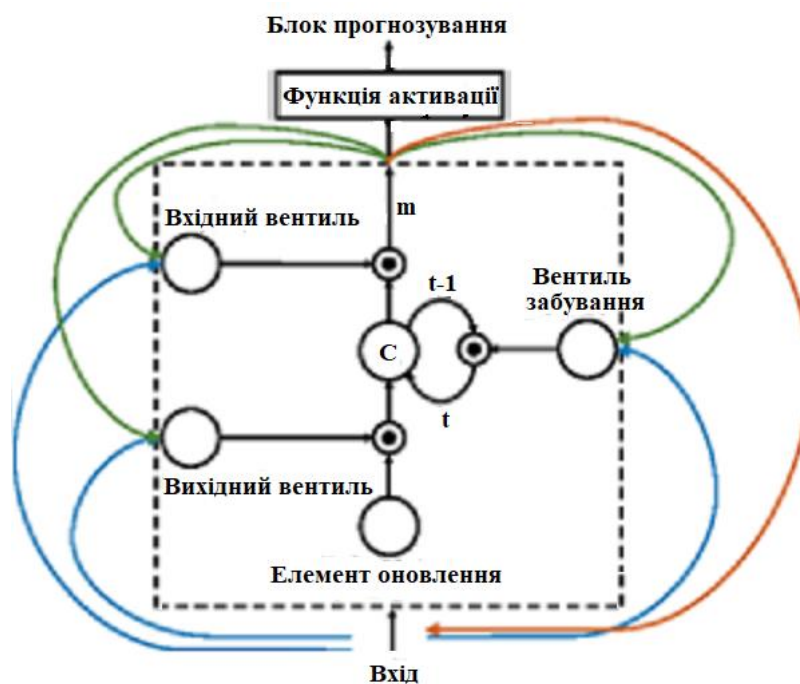 Блок прогнозування
Функція активації
m
Вхідний вентиль
t-1
Вентиль
забування
C
t
Вихідний вентиль
Елемент оновлення
Вхід